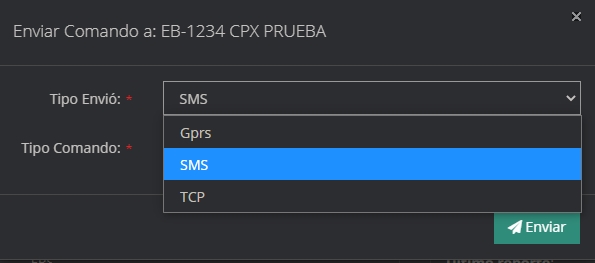 Enviar Comando a: EB-1234 CPX PRUEBA
×
Tipo Envió: *
SMS
Gprs
Tipo Comando: *
SMS
TCP
Enviar